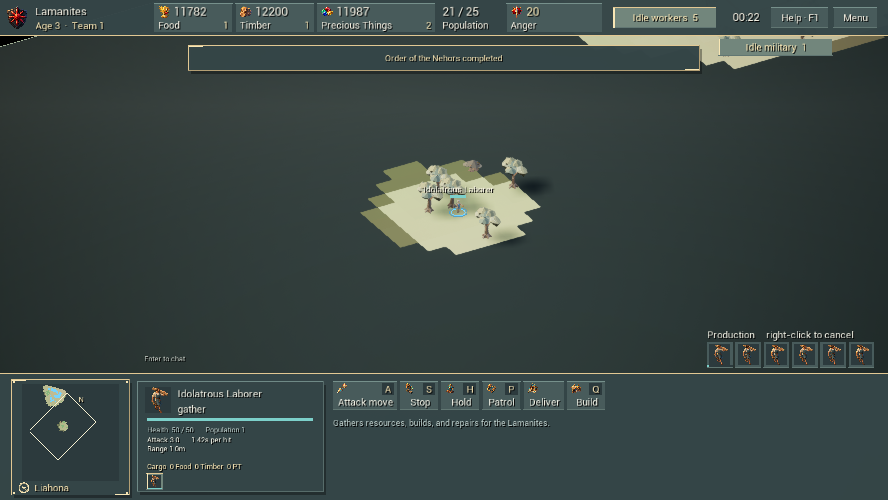 Lamanites
Age 3 · Team 1
11782
Food 1
12200
Timber 1
11987
Precious Things 2
21 / 25
Population
20
Anger
Idle workers 5
00:22
Help · F1
Menu
Order of the Nehors completed
Idle military 1
Idolatrous Laborer
Production right-click to cancel
Enter to chat
N
Liahona
Idolatrous Laborer
gather
Health 50 / 50 Population 1
Attack 3.0 1.42s per hit
Range 1.0m
Cargo 0 Food 0 Timber 0 PT
A
Attack move
S
Stop
H
Hold
P
Patrol
Deliver
Q
Build
Gathers resources, builds, and repairs for the Lamanites.